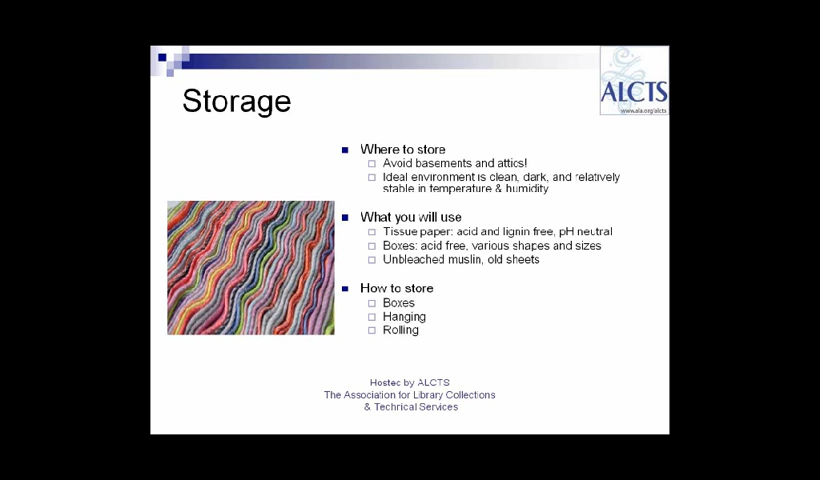 ALCTS
www.ala.org/alcts
Storage
Where to store
Avoid basements and attics!
Ideal environment is clean, dark, and relatively
stable in temperature & humidity
What you will use
Tissue paper: acid and lignin free, pH neutral
Boxes: acid free, various shapes and sizes
Unbleached muslin, old sheets
How to store
Boxes
Hanging
Rolling
Hosted by ALCTS
The Association for Library Collections
& Technical Services